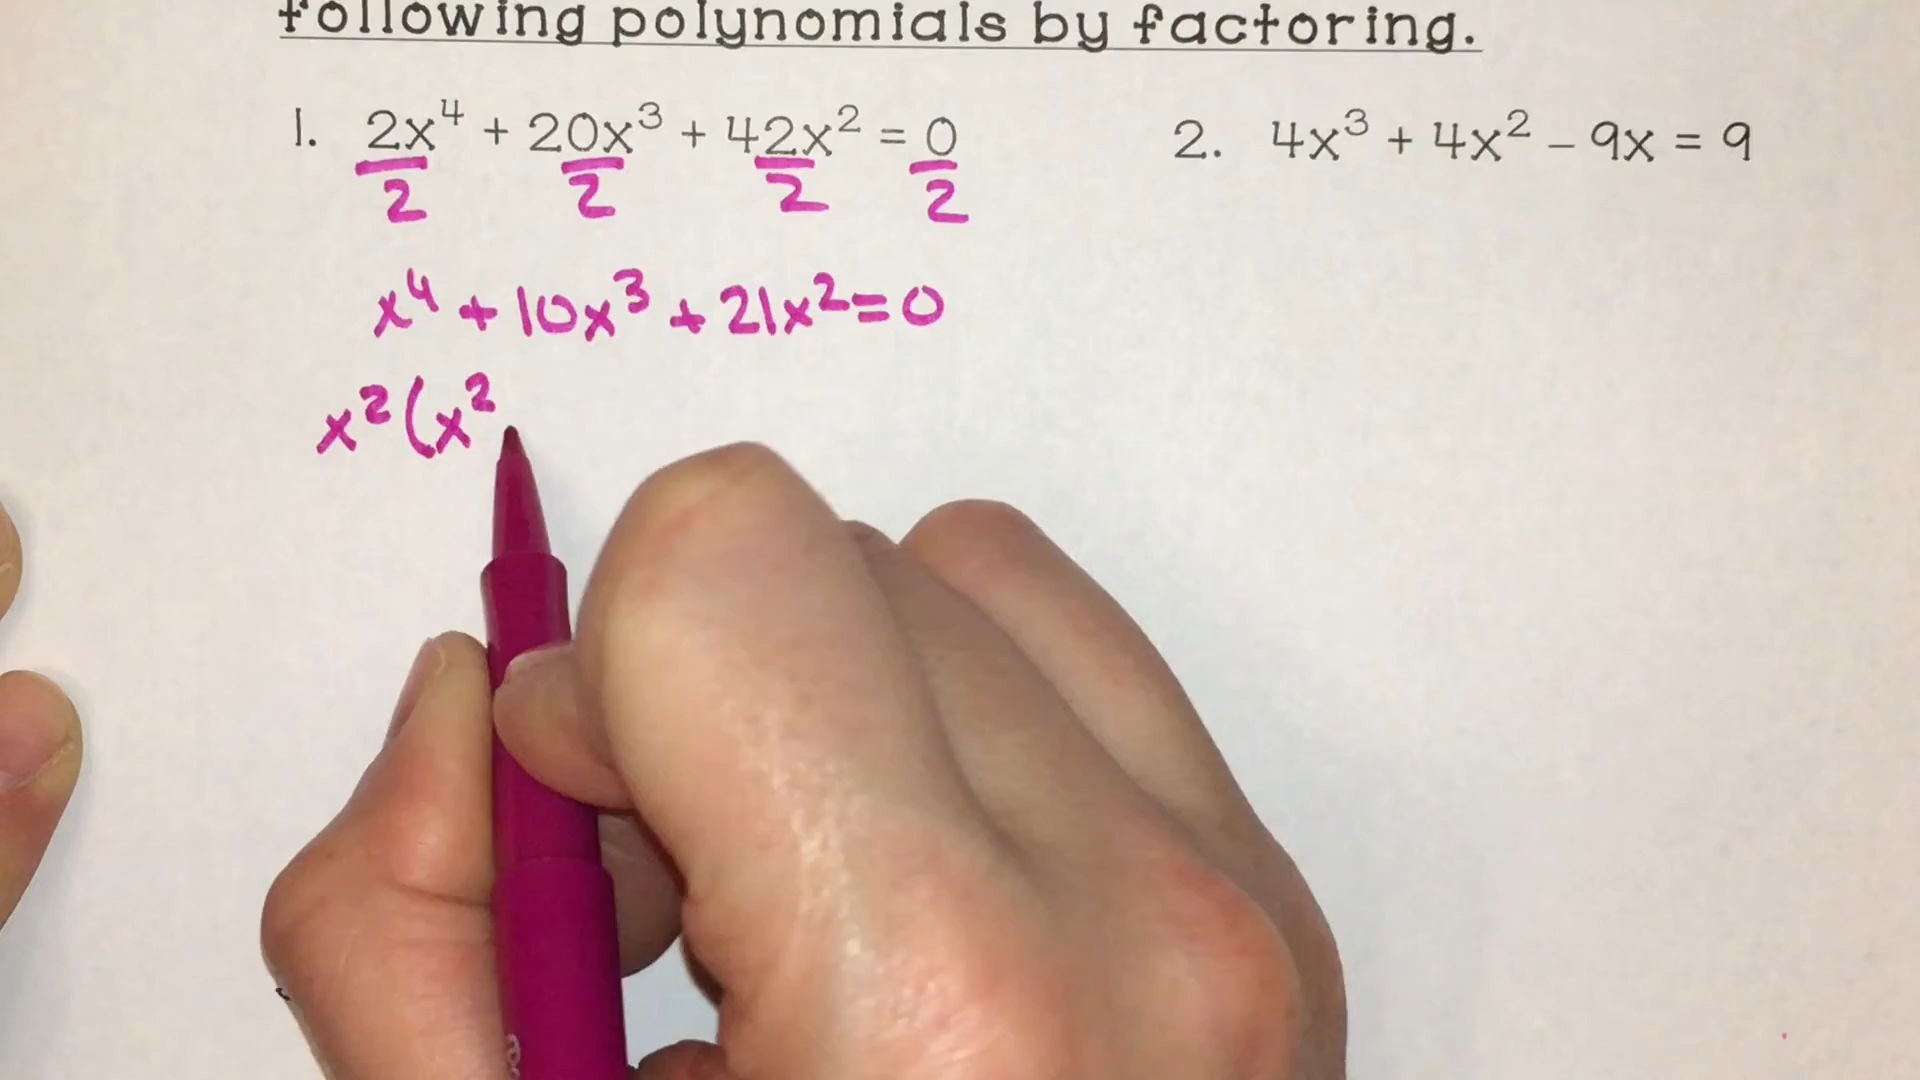 following polynomials by factoring.
1. 2x⁴ + 20x³ + 42x² = 0
2 2 2 2
x⁴ + 10x³ + 21x² = 0
x² (x²
2. 4x³ + 4x² – 9x = 9